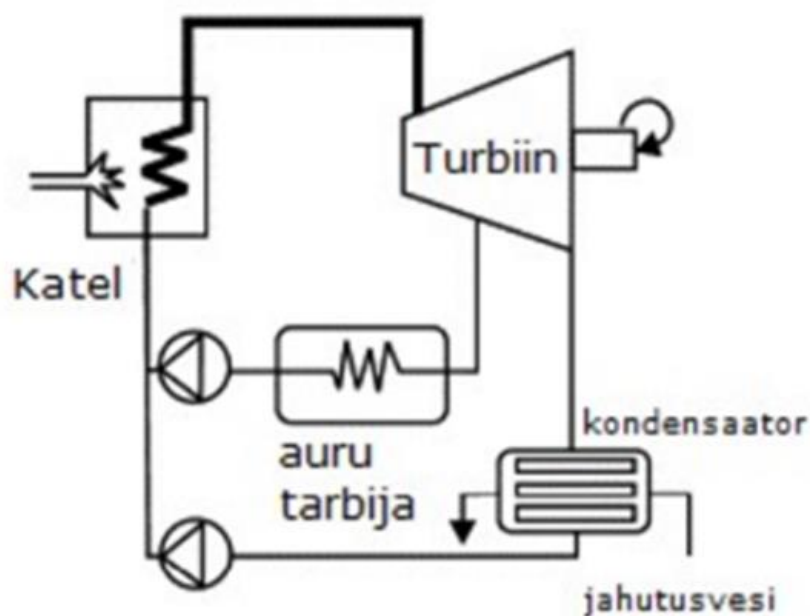 Turbiin
Katel
kondensaator
auru
tarbija
jahutusvesi